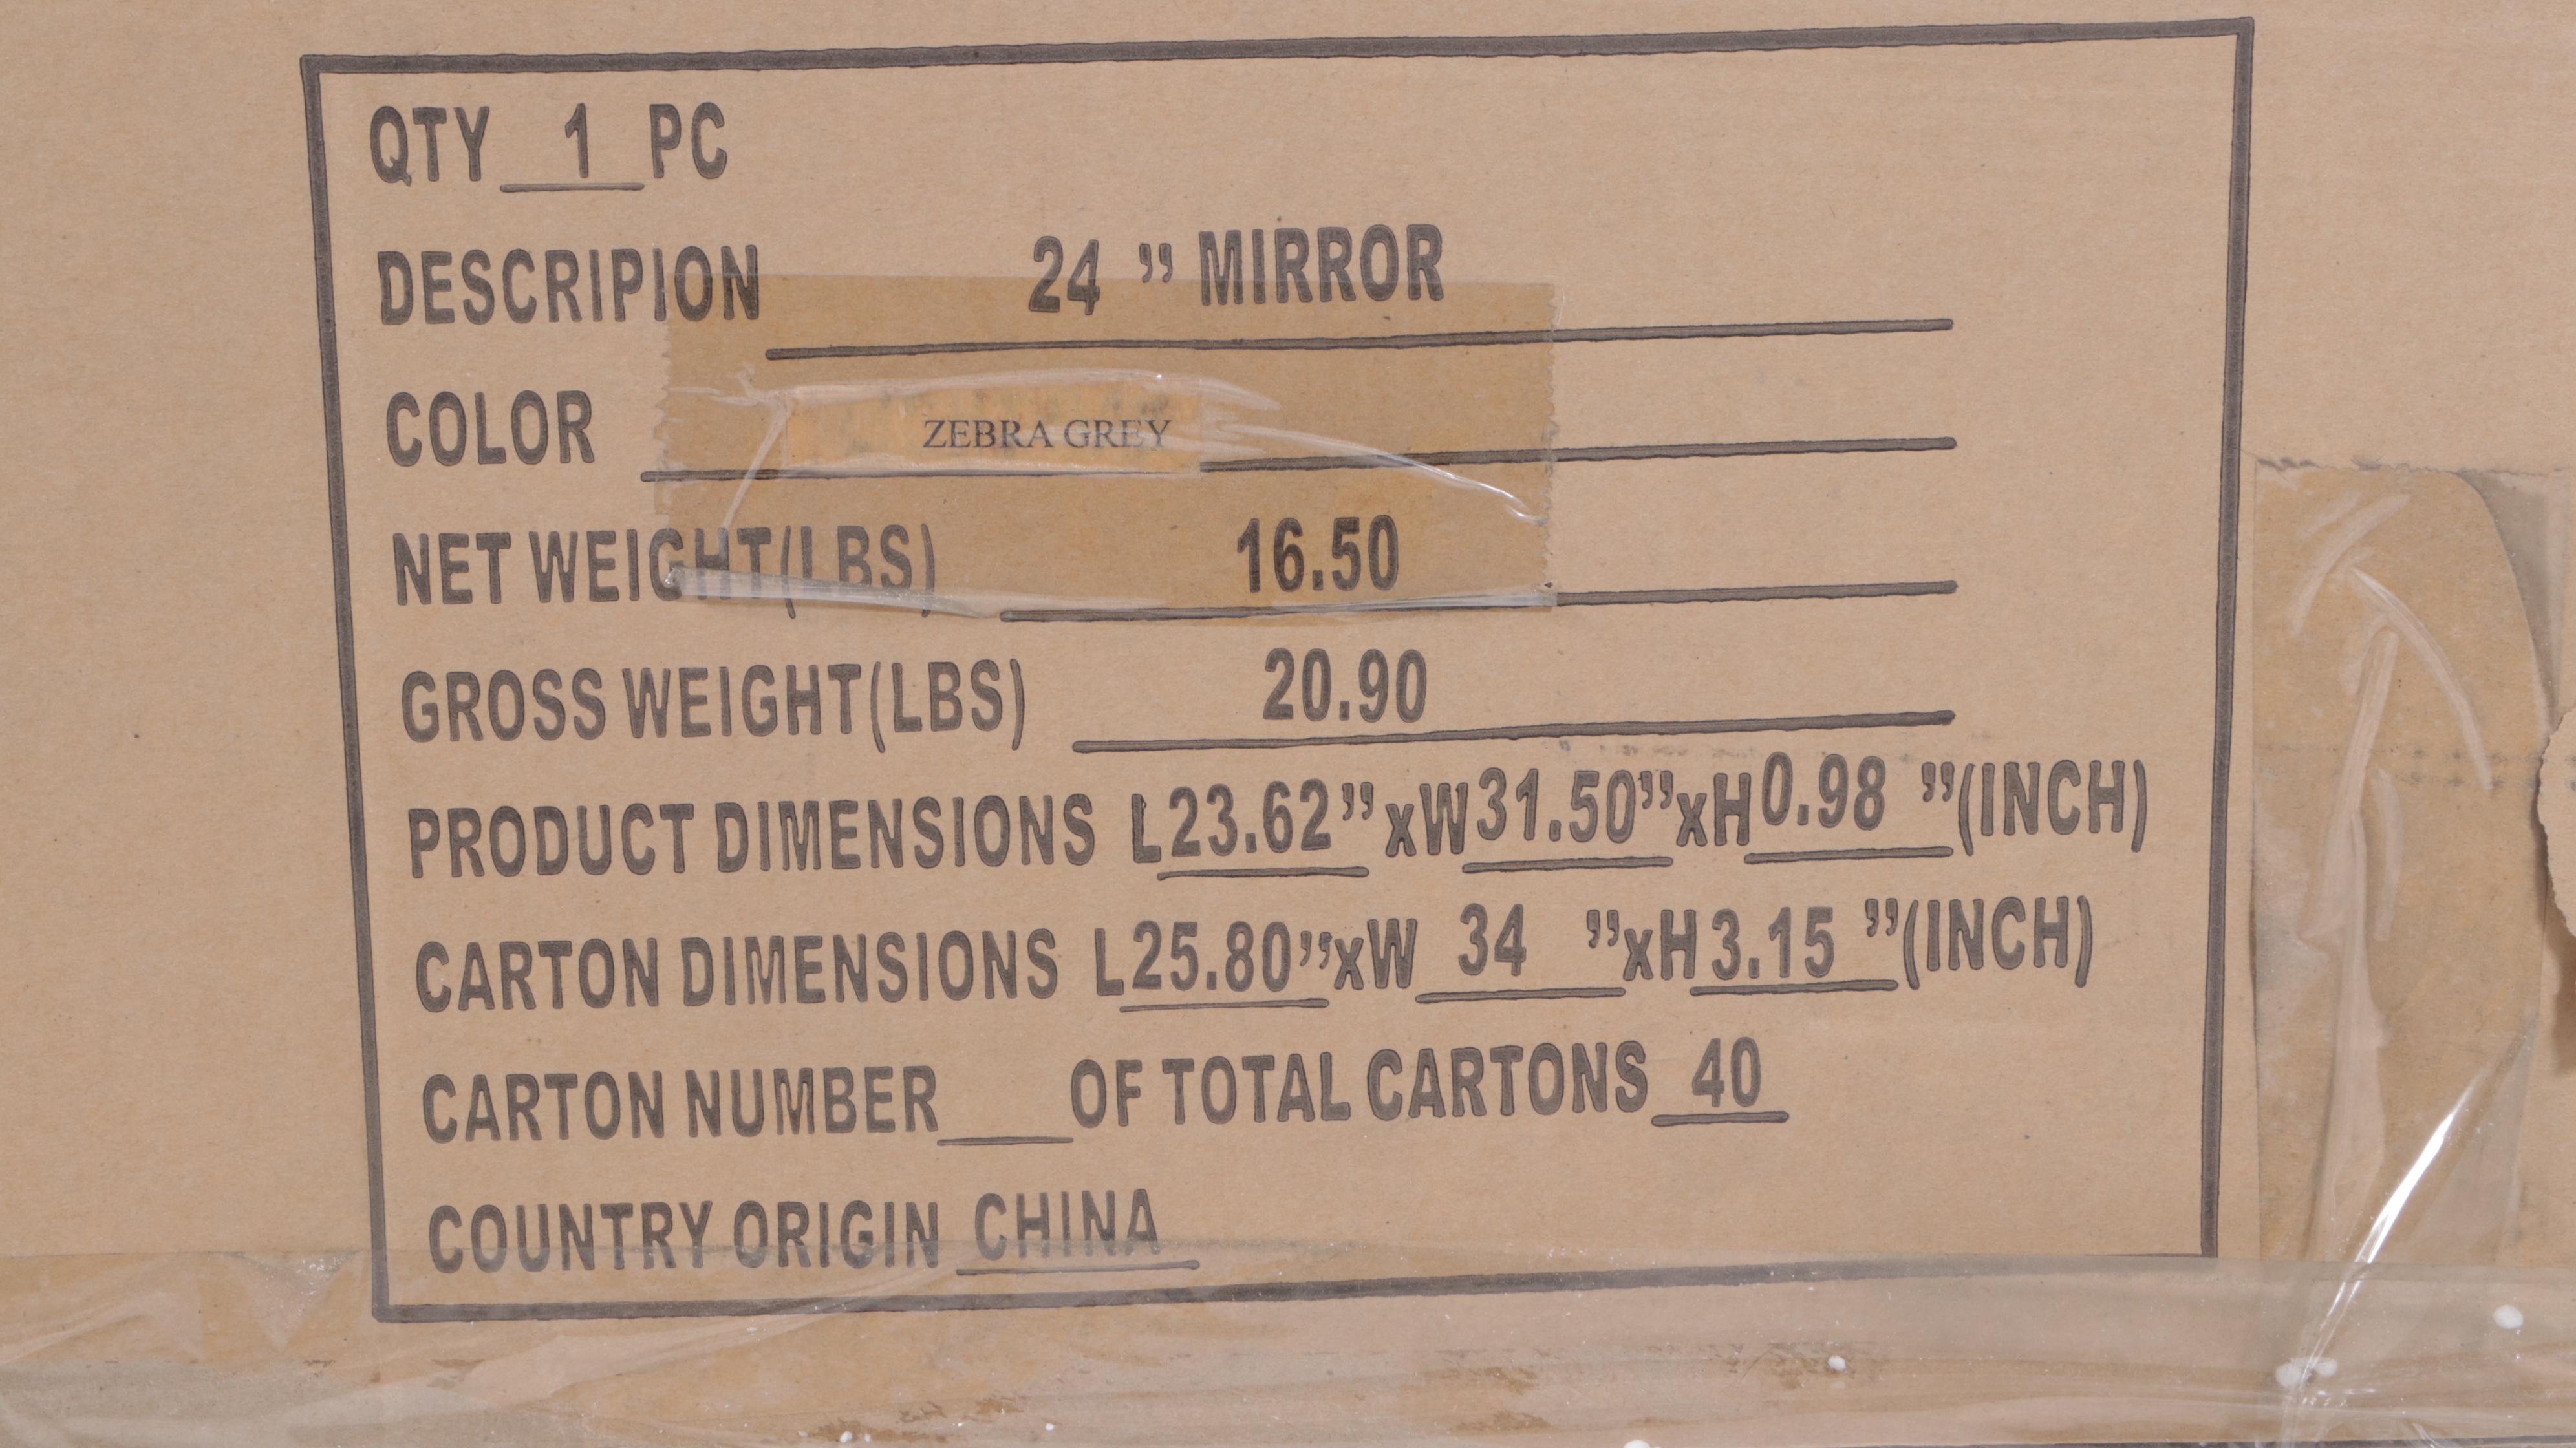 QTY 1 PC
DESCRIPION 24 ” MIRROR
COLOR ZEBRA GREY
NET WEIGHT(LBS) 16.50
GROSS WEIGHT(LBS) 20.90
PRODUCT DIMENSIONS L23.62”xW31.50”xH0.98 ”(INCH)
CARTON DIMENSIONS L25.80”xW 34 ”xH3.15 ”(INCH)
CARTON NUMBER____OF TOTAL CARTONS 40
COUNTRY ORIGIN CHINA